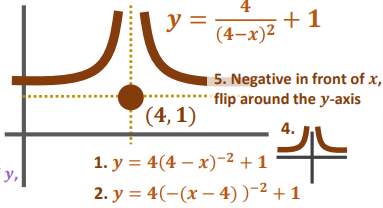 y = 4/(4−x)² + 1
5. Negative in front of x,
flip around the y-axis
(4, 1)
4.
1. y = 4(4 − x)⁻² + 1
y,
2. y = 4(−(x − 4) )⁻² + 1